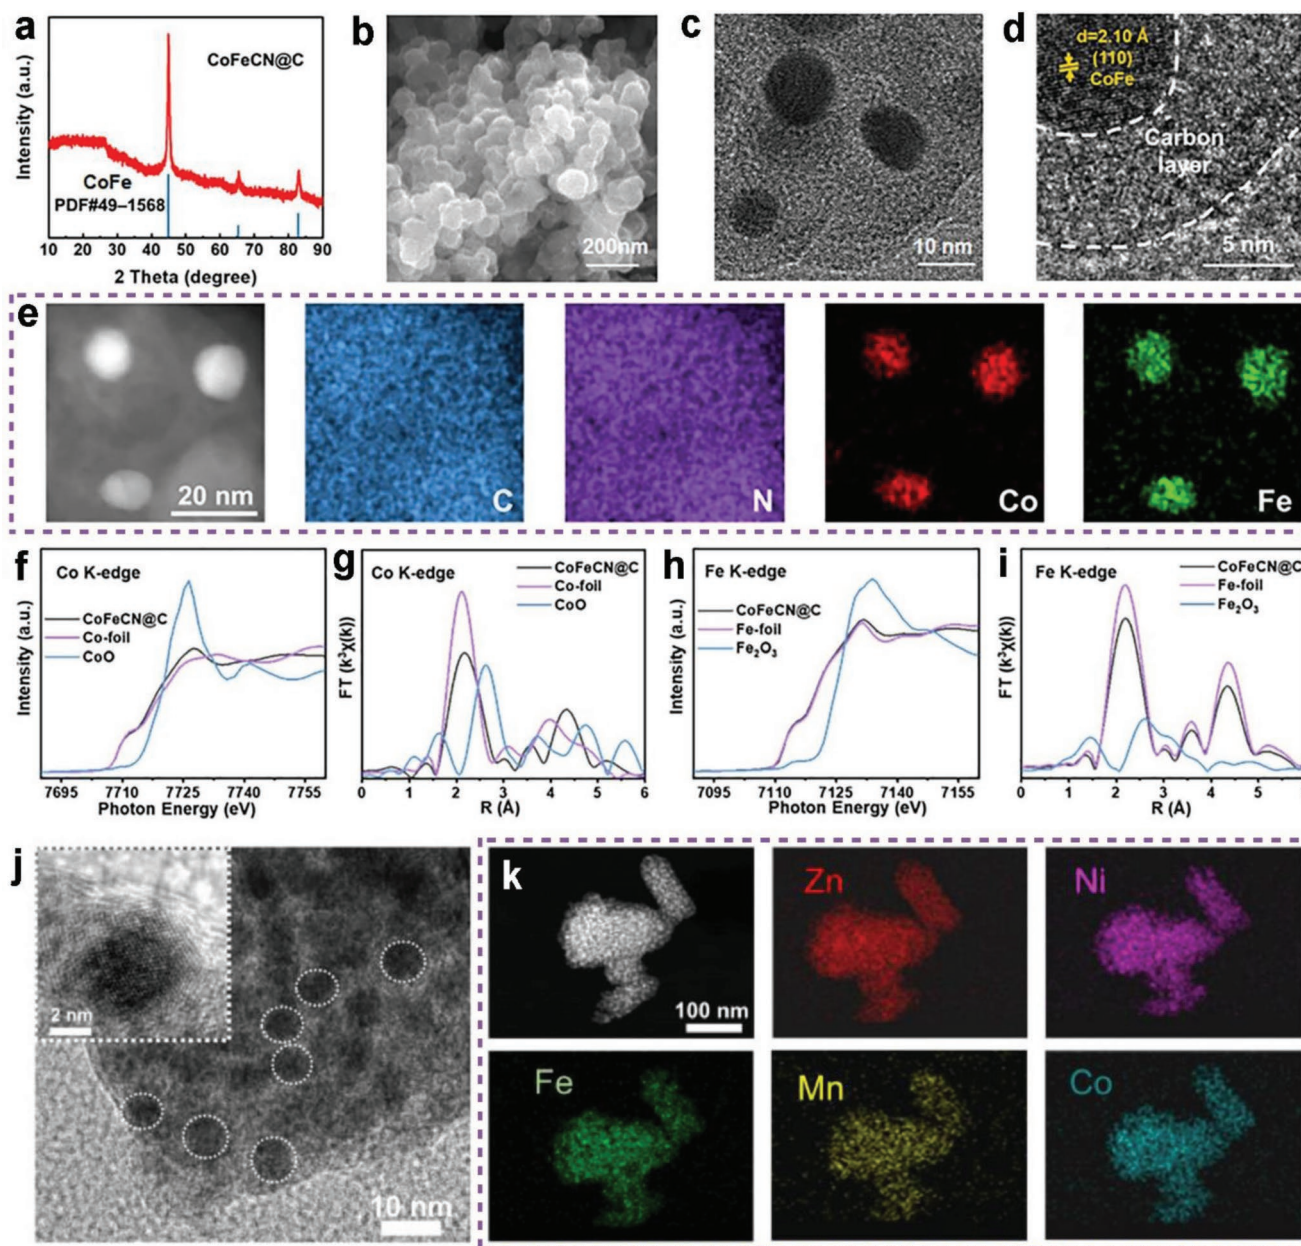 a
Intensity (a.u.)
CoFeCN@C
CoFe
PDF#49–1568
10 20 30 40 50 60 70 80 90
2 Theta (degree)
b
200nm
c
10 nm
d
d=2.10 Å
(110)
CoFe
Carbon
layer
5 nm
e
20 nm
C
N
Co
Fe
f
Intensity (a.u.)
Co K-edge
CoFeCN@C
Co-foil
CoO
7695 7710 7725 7740 7755
Photon Energy (eV)
g
FT (k³χ(k))
Co K-edge
CoFeCN@C
Co-foil
CoO
0 1 2 3 4 5 6
R (Å)
h
Intensity (a.u.)
Fe K-edge
CoFeCN@C
Fe-foil
Fe₂O₃
7095 7110 7125 7140 7155
Photon Energy (eV)
i
FT (k³χ(k))
Fe K-edge
CoFeCN@C
Fe-foil
Fe₂O₃
0 1 2 3 4 5
R (Å)
j
2 nm
10 nm
k
100 nm
Zn
Ni
Fe
Mn
Co